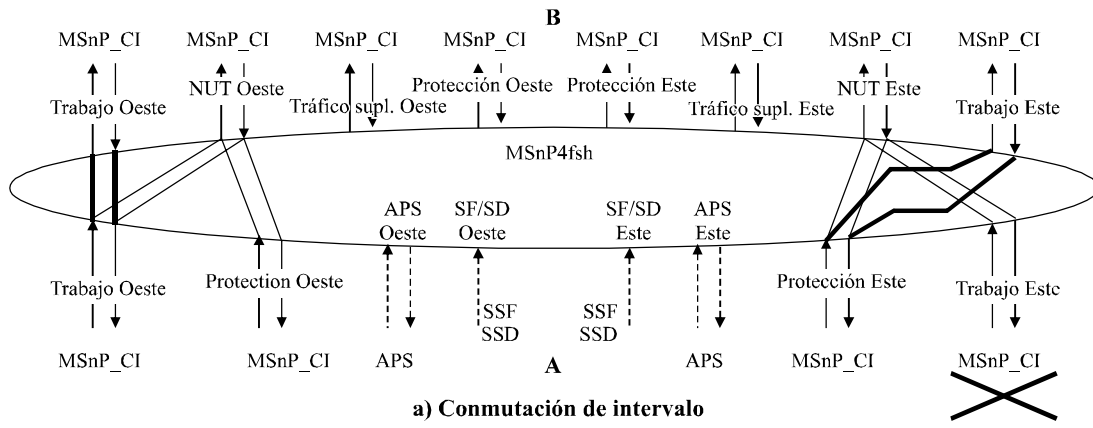 B
MSnP_CI MSnP_CI MSnP_CI MSnP_CI MSnP_CI MSnP_CI MSnP_CI MSnP_CI
Trabajo Oeste NUT Oeste Tráfico supl. Oeste Protección Oeste Protección Este Tráfico supl. Este NUT Este Trabajo Este
MSnP4fsh
APS Oeste SF/SD Oeste SF/SD Este APS Este
Trabajo Oeste Protection Oeste Protección Este Trabajo Este
SSF SSF
SSD SSD
MSnP_CI MSnP_CI APS A APS MSnP_CI MSnP_CI
a) Conmutación de intervalo